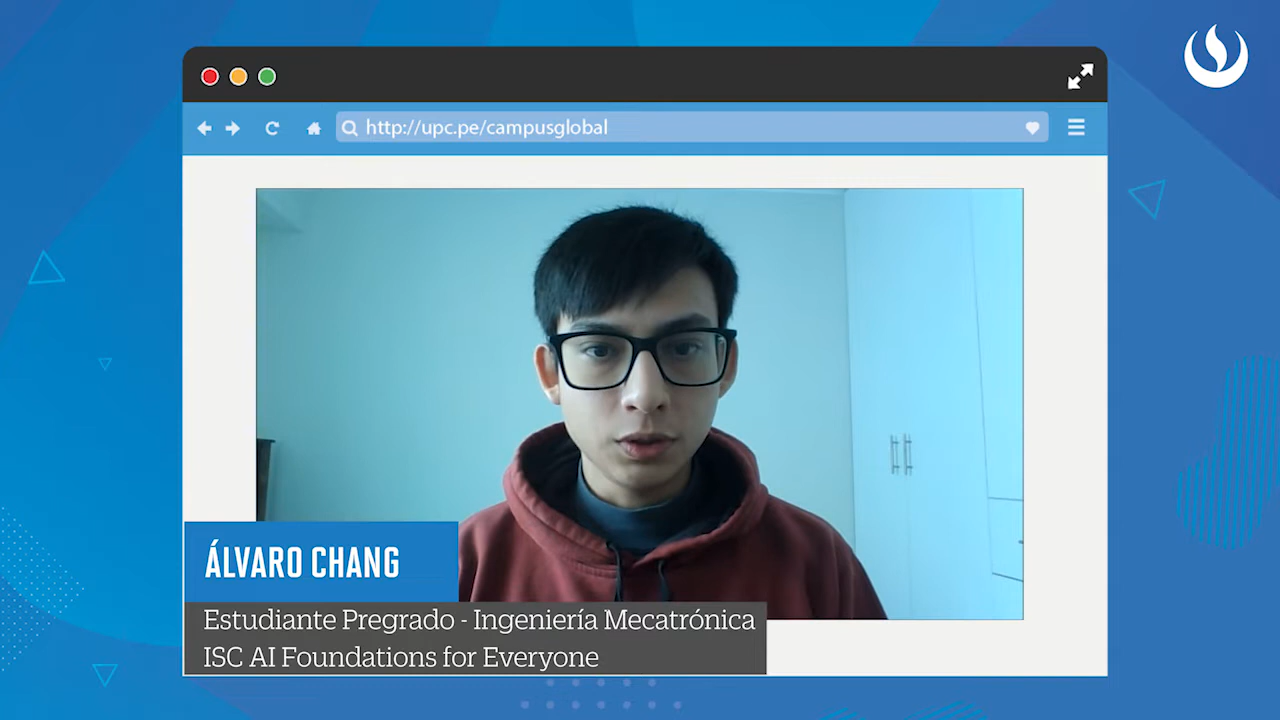 http://upc.pe/campusglobal
ÁLVARO CHANG
Estudiante Pregrado - Ingeniería Mecatrónica
ISC AI Foundations for Everyone